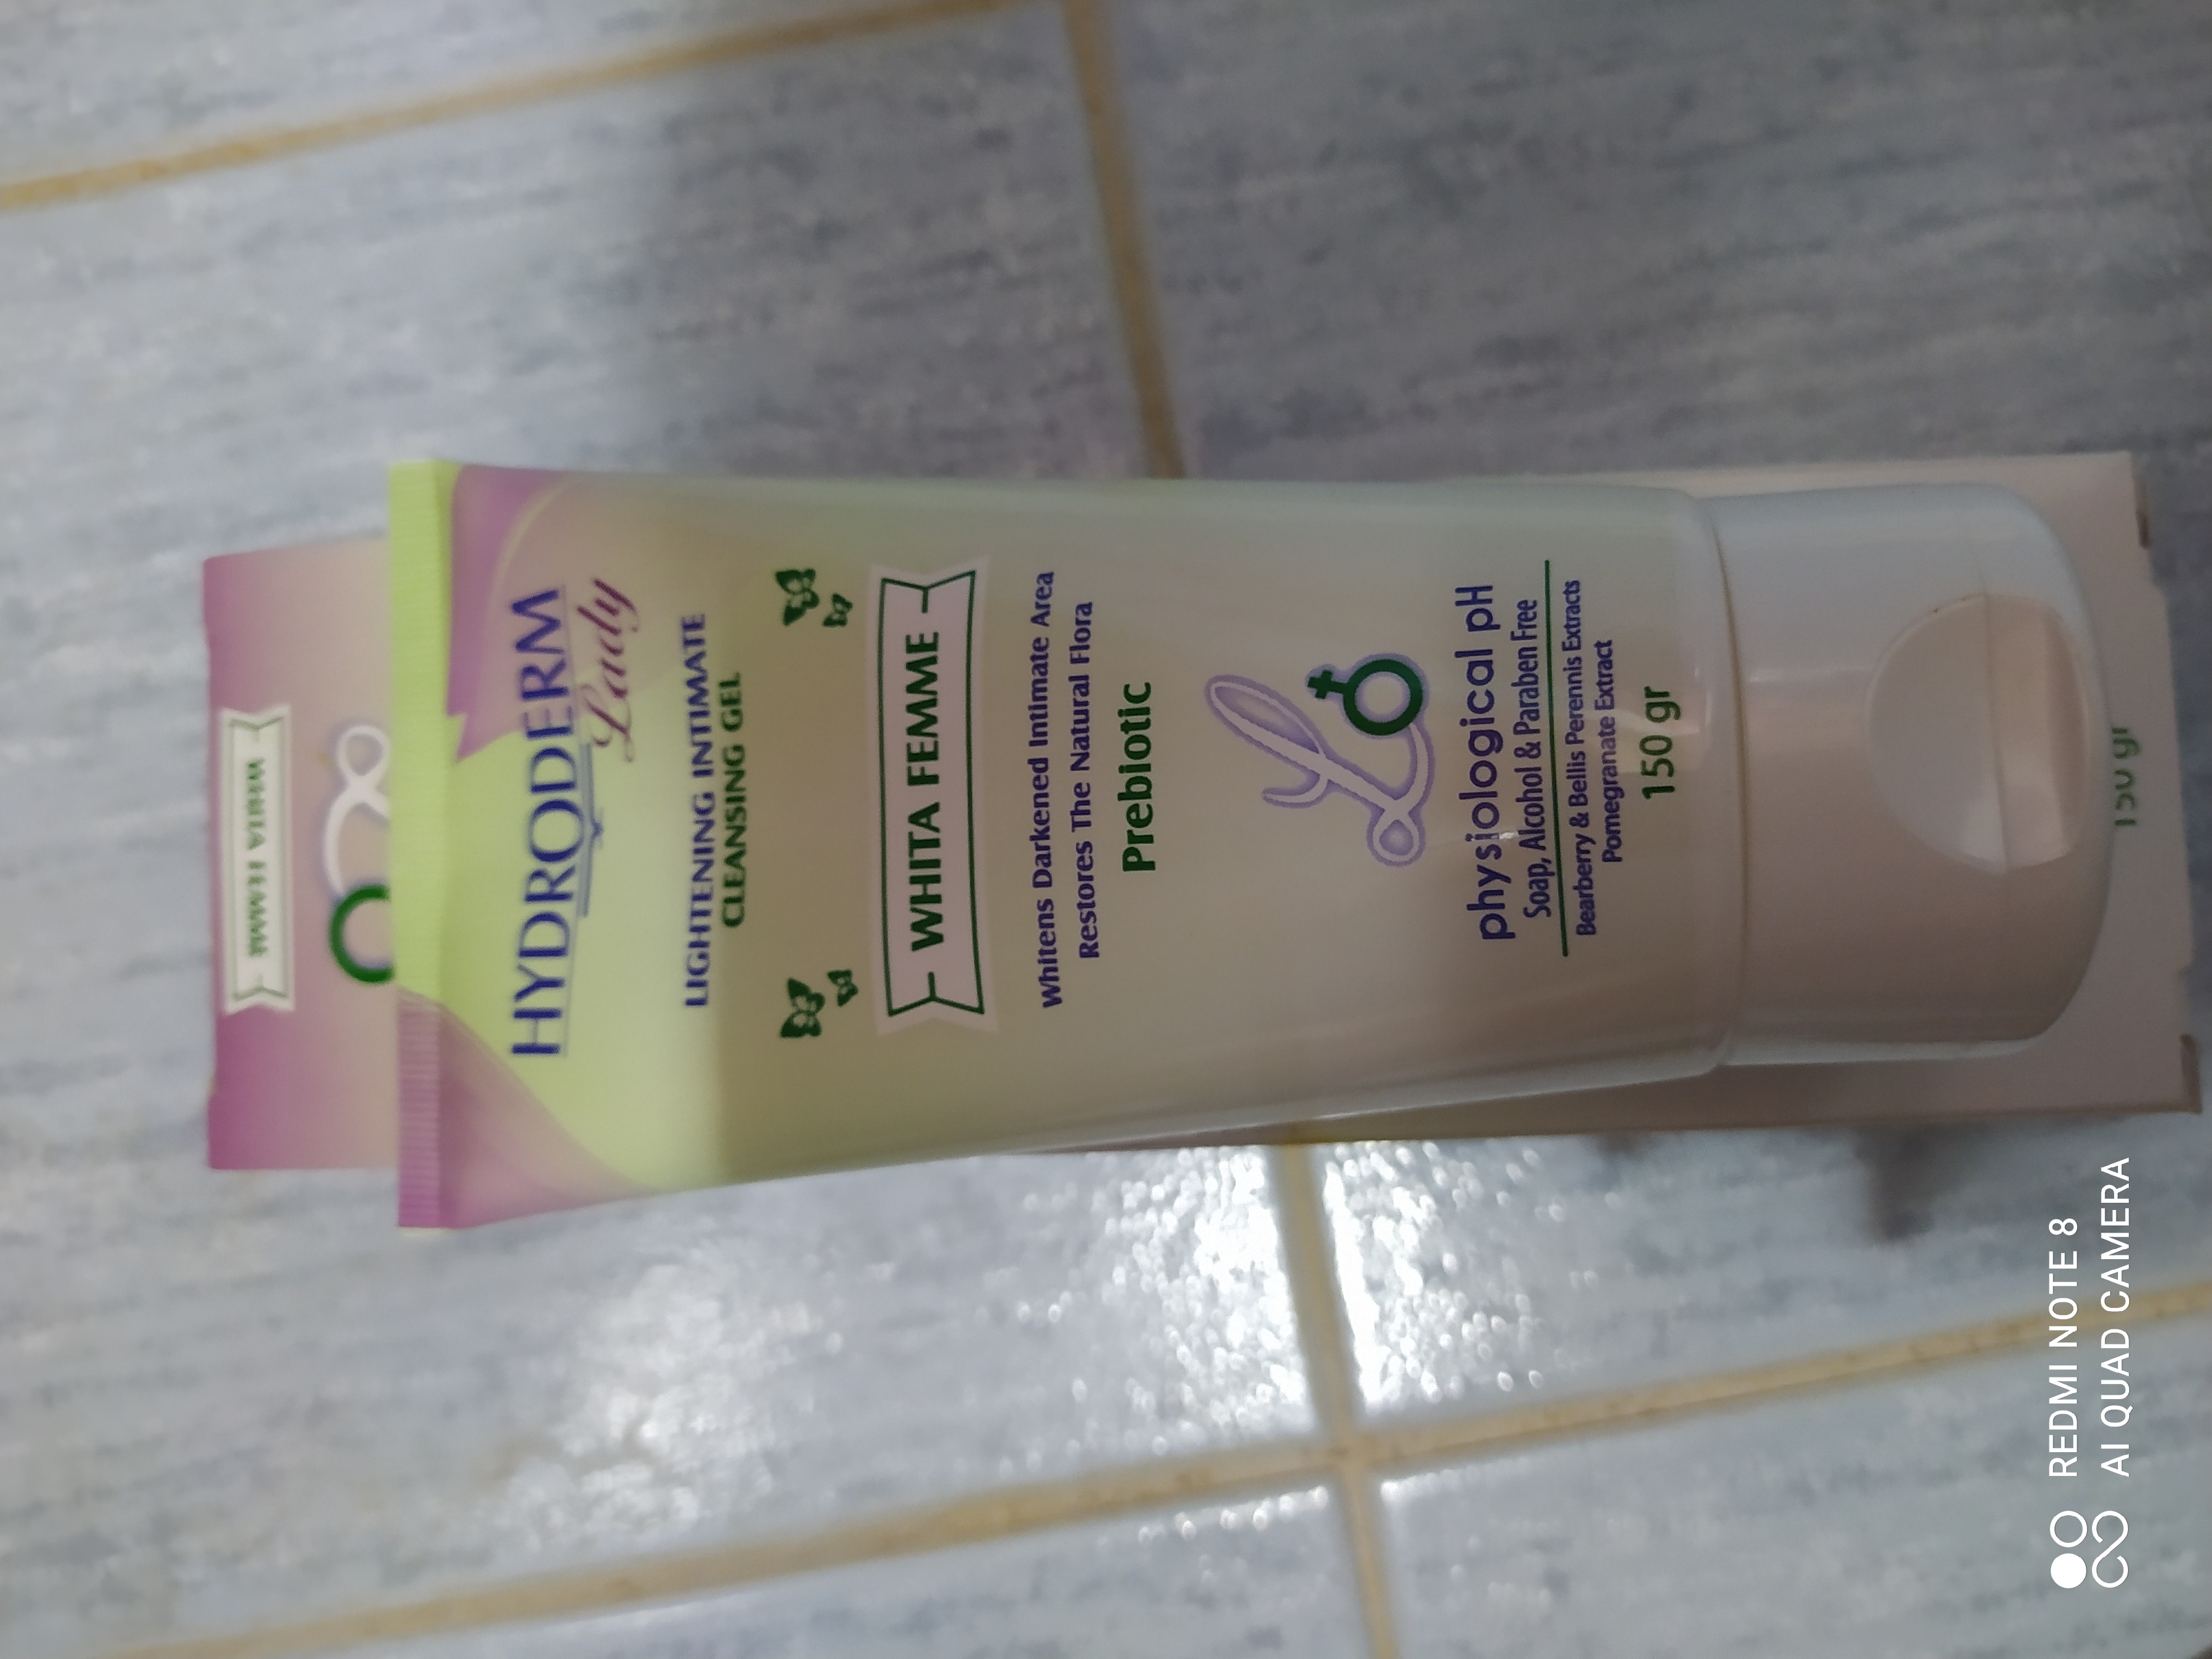 HYDRODERM
Lady
LIGHTENING INTIMATE
CLEANSING GEL
WHITA FEMME
Whitens Darkened Intimate Area
Restores The Natural Flora
Prebiotic
physiological pH
Soap, Alcohol & Paraben Free
Bearberry & Bellis Perennis Extracts
Pomegranate Extract
150 gr
WHITA FEMME
150 gr
REDMI NOTE 8
AI QUAD CAMERA